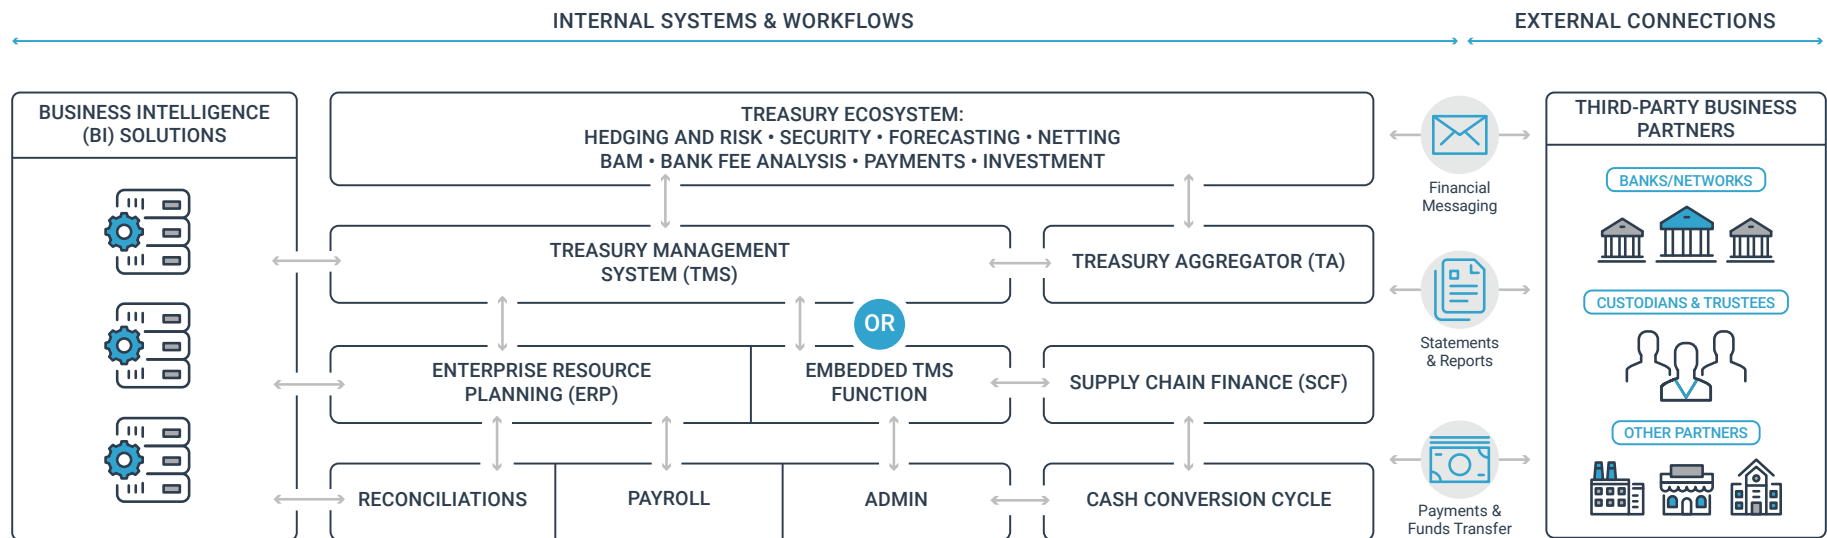 INTERNAL SYSTEMS & WORKFLOWS
EXTERNAL CONNECTIONS
BUSINESS INTELLIGENCE
(BI) SOLUTIONS
TREASURY ECOSYSTEM:
HEDGING AND RISK • SECURITY • FORECASTING • NETTING
BAM • BANK FEE ANALYSIS • PAYMENTS • INVESTMENT
TREASURY MANAGEMENT
SYSTEM (TMS)
TREASURY AGGREGATOR (TA)
OR
ENTERPRISE RESOURCE
PLANNING (ERP)
EMBEDDED TMS
FUNCTION
SUPPLY CHAIN FINANCE (SCF)
RECONCILIATIONS
PAYROLL
ADMIN
CASH CONVERSION CYCLE
Financial
Messaging
Statements
& Reports
Payments &
Funds Transfer
THIRD-PARTY BUSINESS
PARTNERS
BANKS/NETWORKS
CUSTODIANS & TRUSTEES
OTHER PARTNERS